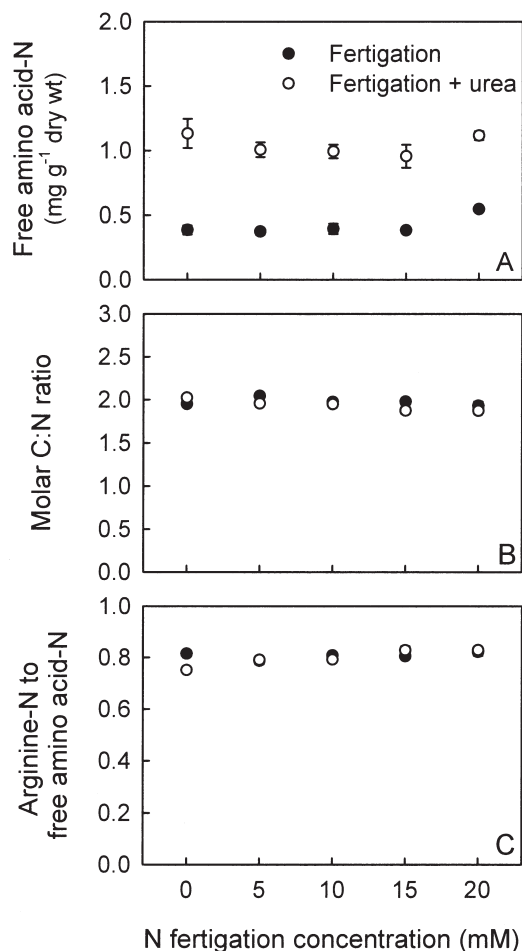 2.0
Fertigation
Fertigation + urea
1.5
1.0
0.5
0.0
Free amino acid-N
(mg g⁻¹ dry wt)
A
3.0
2.5
2.0
1.5
1.0
0.5
0.0
Molar C:N ratio
B
1.0
0.8
0.6
0.4
0.2
0.0
Arginine-N to
free amino acid-N
C
0 5 10 15 20
N fertigation concentration (mM)